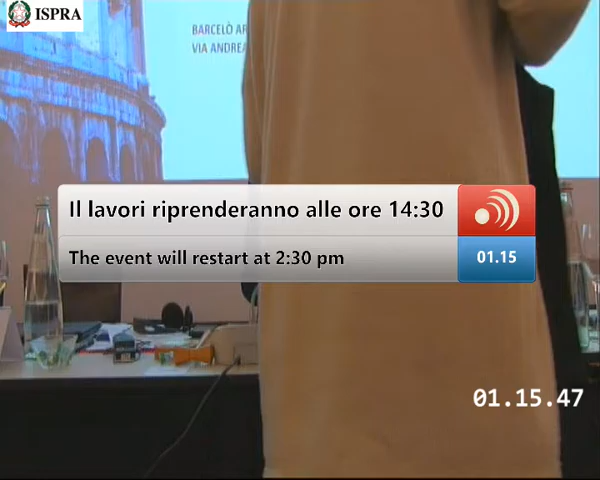 ISPRA
BARCELÒ
VIA ANDREA
Il lavori riprenderanno alle ore 14:30
The event will restart at 2:30 pm
01.15
01.15.47